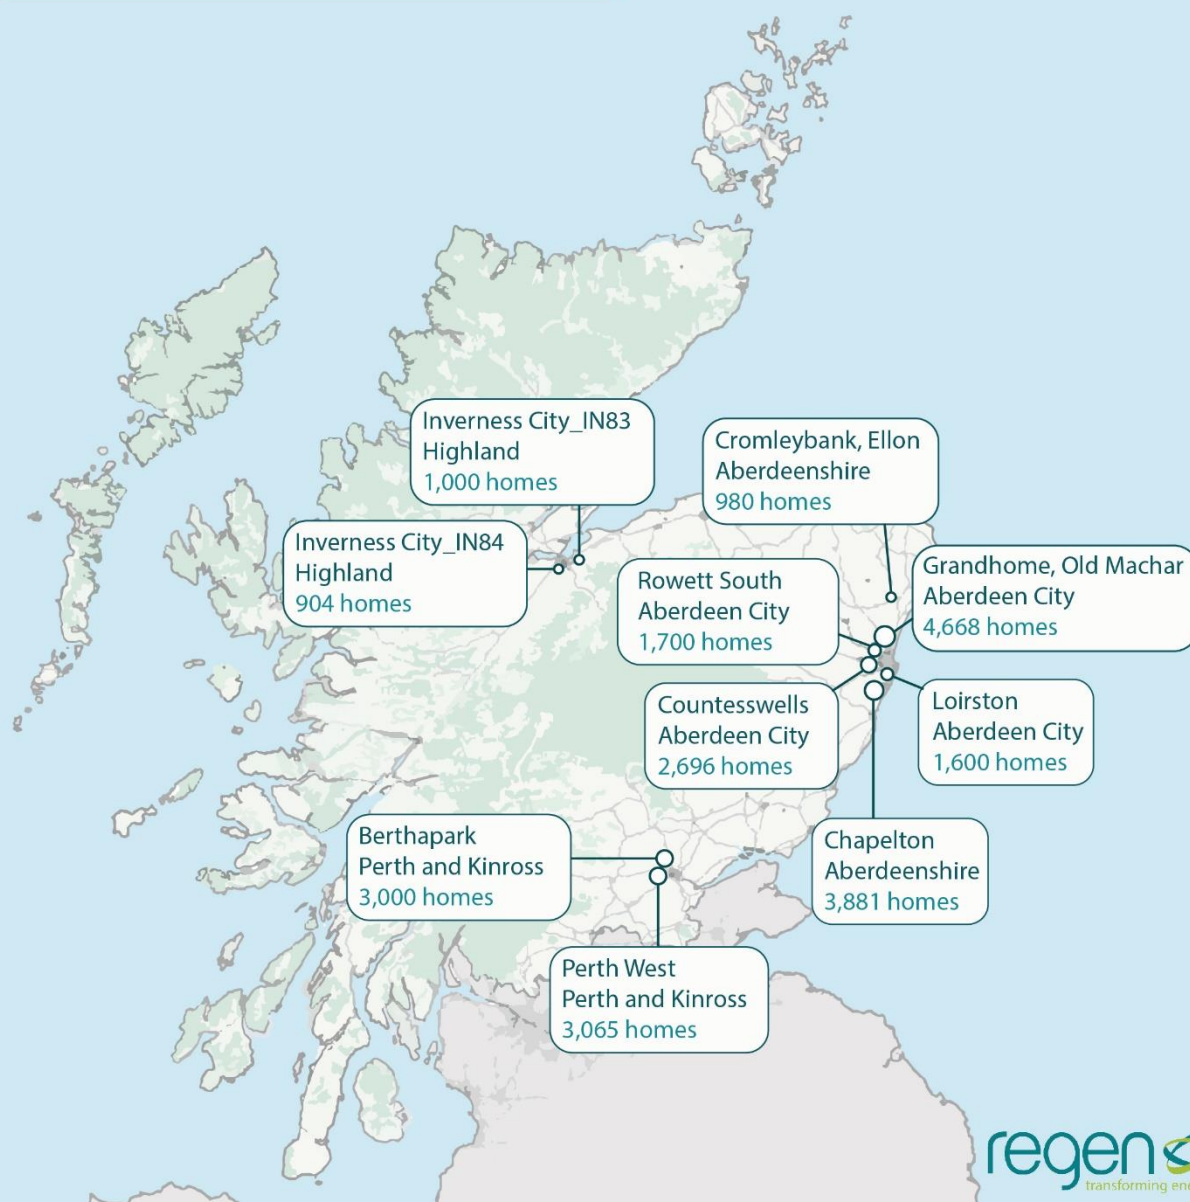 Inverness City_IN83
Highland
1,000 homes
Cromleybank, Ellon
Aberdeenshire
980 homes
Inverness City_IN84
Highland
904 homes
Rowett South
Aberdeen City
1,700 homes
Grandhome, Old Machar
Aberdeen City
4,668 homes
Countesswells
Aberdeen City
2,696 homes
Loirston
Aberdeen City
1,600 homes
Berthapark
Perth and Kinross
3,000 homes
Chapelton
Aberdeenshire
3,881 homes
Perth West
Perth and Kinross
3,065 homes
regen
transforming